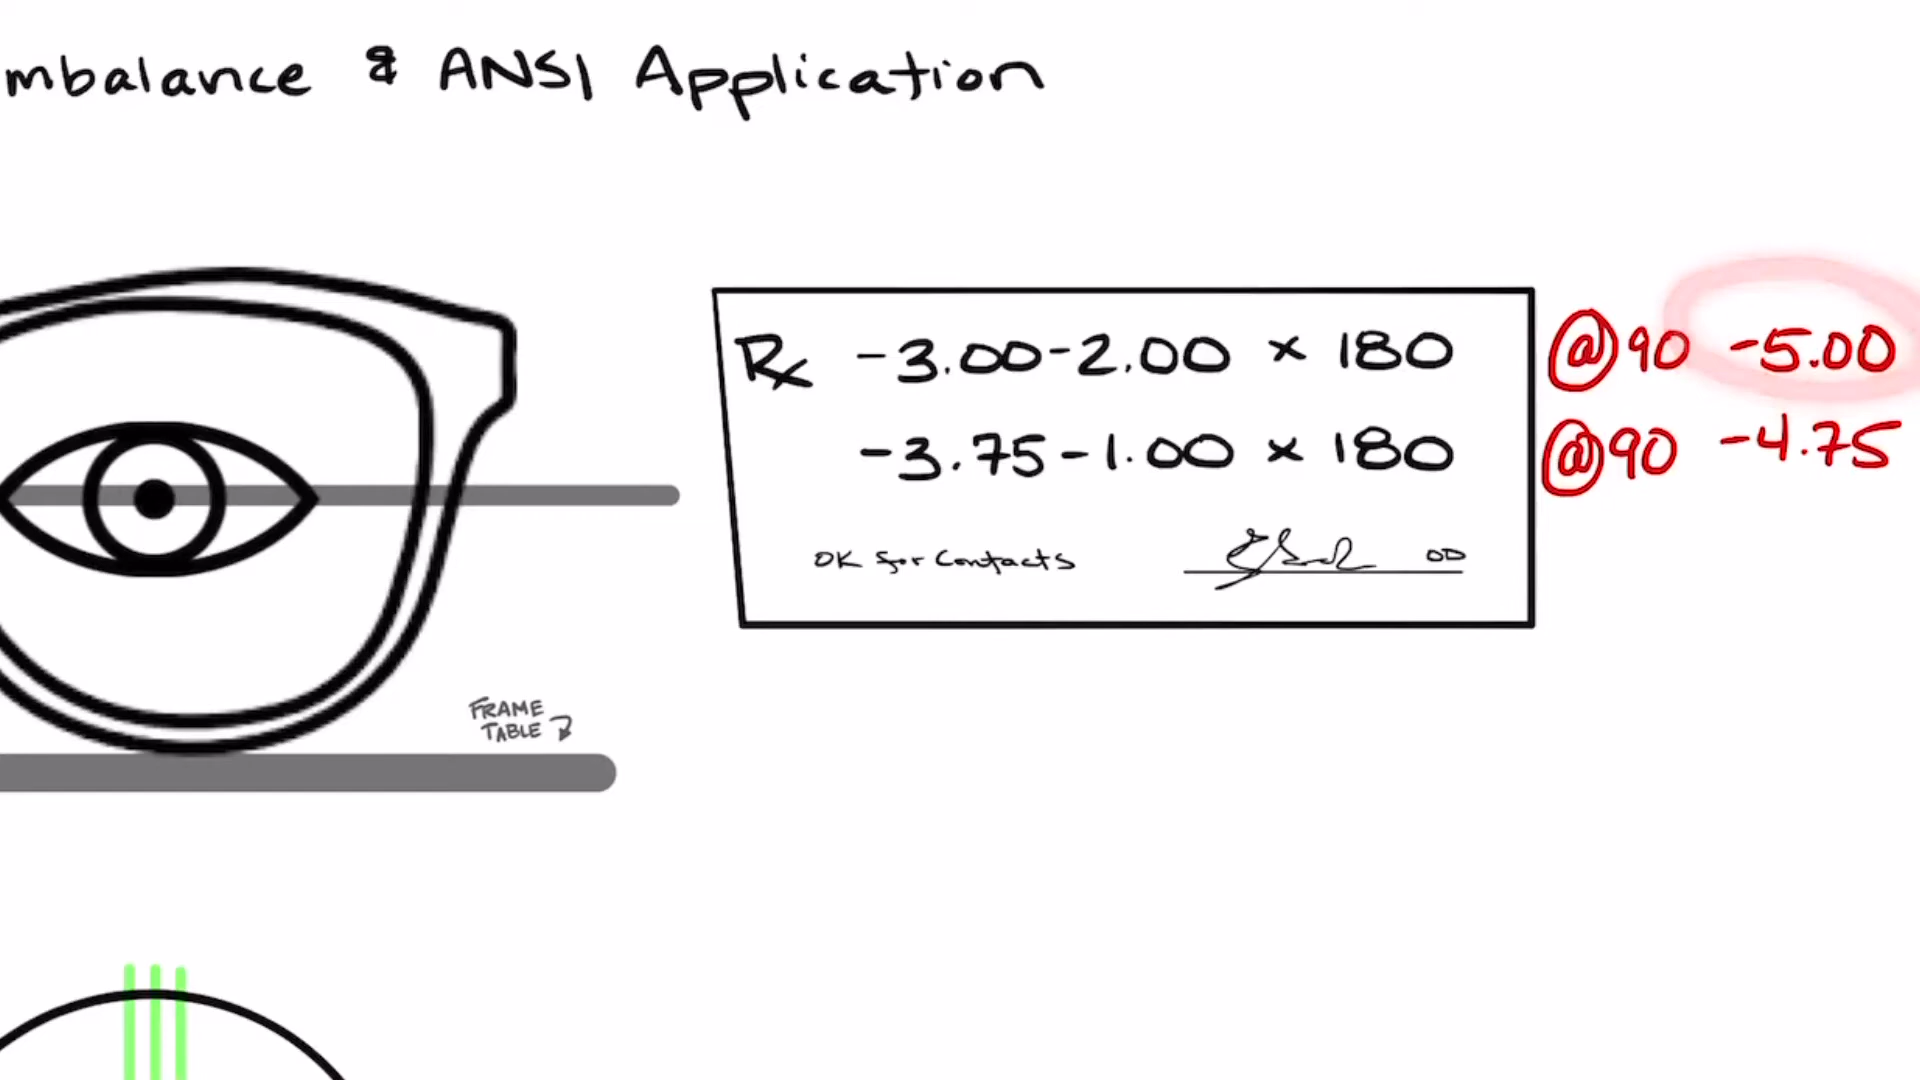 mbalance & ANSI Application
Rx -3.00-2.00 x 180 @90 -5.00
-3.75-1.00 x 180 @90 -4.75
OK for Contacts OD
FRAME
TABLE